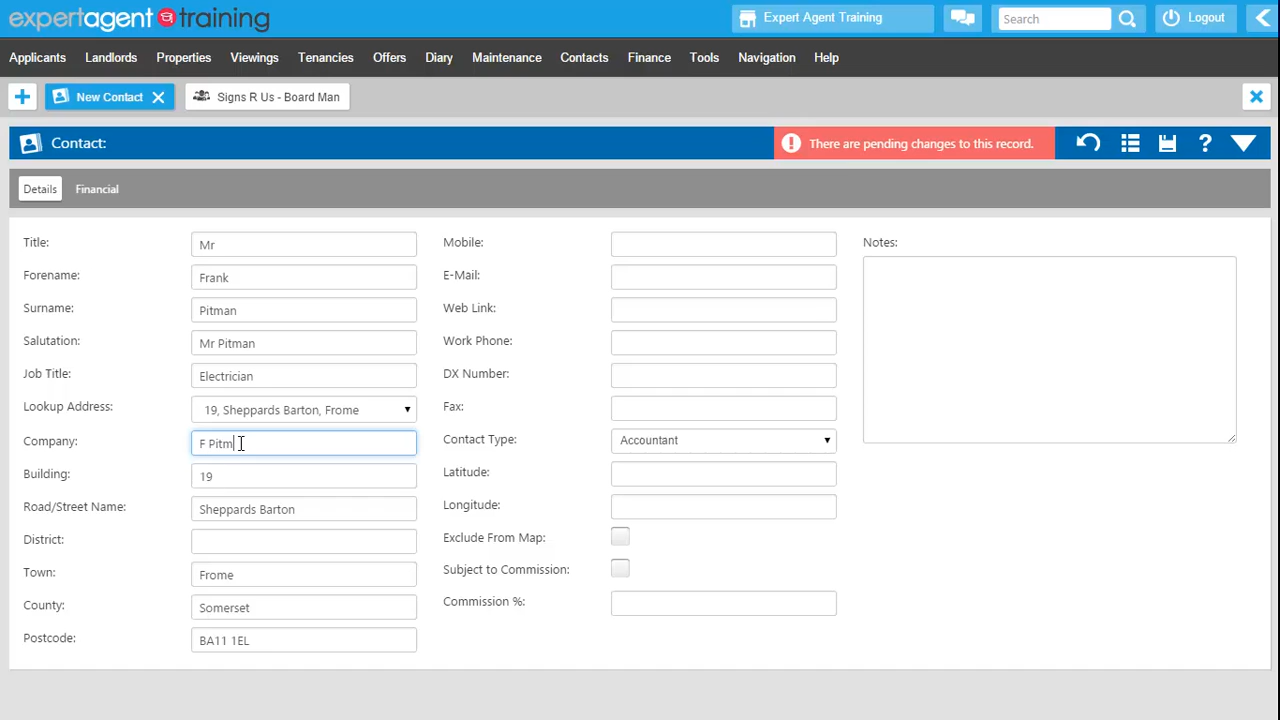 expertagent training
Expert Agent Training
Search
Logout
Applicants Landlords Properties Viewings Tenancies Offers Diary Maintenance Contacts Finance Tools Navigation Help
New Contact
Signs R Us - Board Man
Contact:
There are pending changes to this record.
?
Details Financial
Title: Mr
Forename: Frank
Surname: Pitman
Salutation: Mr Pitman
Job Title: Electrician
Lookup Address: 19, Sheppards Barton, Frome
Company: F Pitm
Building: 19
Road/Street Name: Sheppards Barton
District:
Town: Frome
County: Somerset
Postcode: BA11 1EL
Mobile:
E-Mail:
Web Link:
Work Phone:
DX Number:
Fax:
Contact Type: Accountant
Latitude:
Longitude:
Exclude From Map:
Subject to Commission:
Commission %:
Notes: